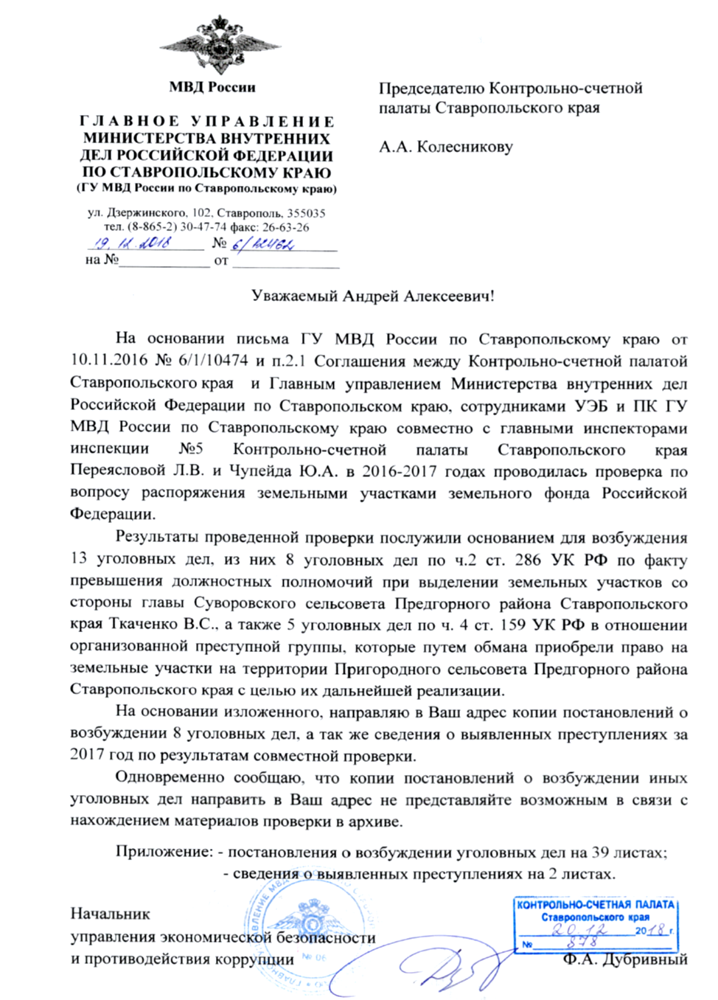 МВД России
ГЛАВНОЕ УПРАВЛЕНИЕ
МИНИСТЕРСТВА ВНУТРЕННИХ
ДЕЛ РОССИЙСКОЙ ФЕДЕРАЦИИ
ПО СТАВРОПОЛЬСКОМУ КРАЮ
(ГУ МВД России по Ставропольскому краю)
ул. Дзержинского, 102, Ставрополь, 355035
тел. (8-865-2) 30-47-74 факс: 26-63-26
19.12.2018 № 6/12462
на № от
Председателю Контрольно-счетной
палаты Ставропольского края
А.А. Колесникову
Уважаемый Андрей Алексеевич!
На основании письма ГУ МВД России по Ставропольскому краю от
10.11.2016 № 6/1/10474 и п.2.1 Соглашения между Контрольно-счетной палатой
Ставропольского края и Главным управлением Министерства внутренних дел
Российской Федерации по Ставропольском краю, сотрудниками УЭБ и ПК ГУ
МВД России по Ставропольскому краю совместно с главными инспекторами
инспекции №5 Контрольно-счетной палаты Ставропольского края
Переясловой Л.В. и Чупейда Ю.А. в 2016-2017 годах проводилась проверка по
вопросу распоряжения земельными участками земельного фонда Российской
Федерации.
Результаты проведенной проверки послужили основанием для возбуждения
13 уголовных дел, из них 8 уголовных дел по ч.2 ст. 286 УК РФ по факту
превышения должностных полномочий при выделении земельных участков со
стороны главы Суворовского сельсовета Предгорного района Ставропольского
края Ткаченко В.С., а также 5 уголовных дел по ч. 4 ст. 159 УК РФ в отношении
организованной преступной группы, которые путем обмана приобрели право на
земельные участки на территории Пригородного сельсовета Предгорного района
Ставропольского края с целью их дальнейшей реализации.
На основании изложенного, направляю в Ваш адрес копии постановлений о
возбуждении 8 уголовных дел, а так же сведения о выявленных преступлениях за
2017 год по результатам совместной проверки.
Одновременно сообщаю, что копии постановлений о возбуждении иных
уголовных дел направить в Ваш адрес не представляйте возможным в связи с
нахождением материалов проверки в архиве.
Приложение: - постановления о возбуждении уголовных дел на 39 листах;
- сведения о выявленных преступлениях на 2 листах.
Начальник
управления экономической безопасности
и противодействия коррупции
№ 06
КОНТРОЛЬНО-СЧЕТНАЯ ПАЛАТА
Ставропольского края
20.12 2018 г.
№ 878
Ф.А. Дубривный